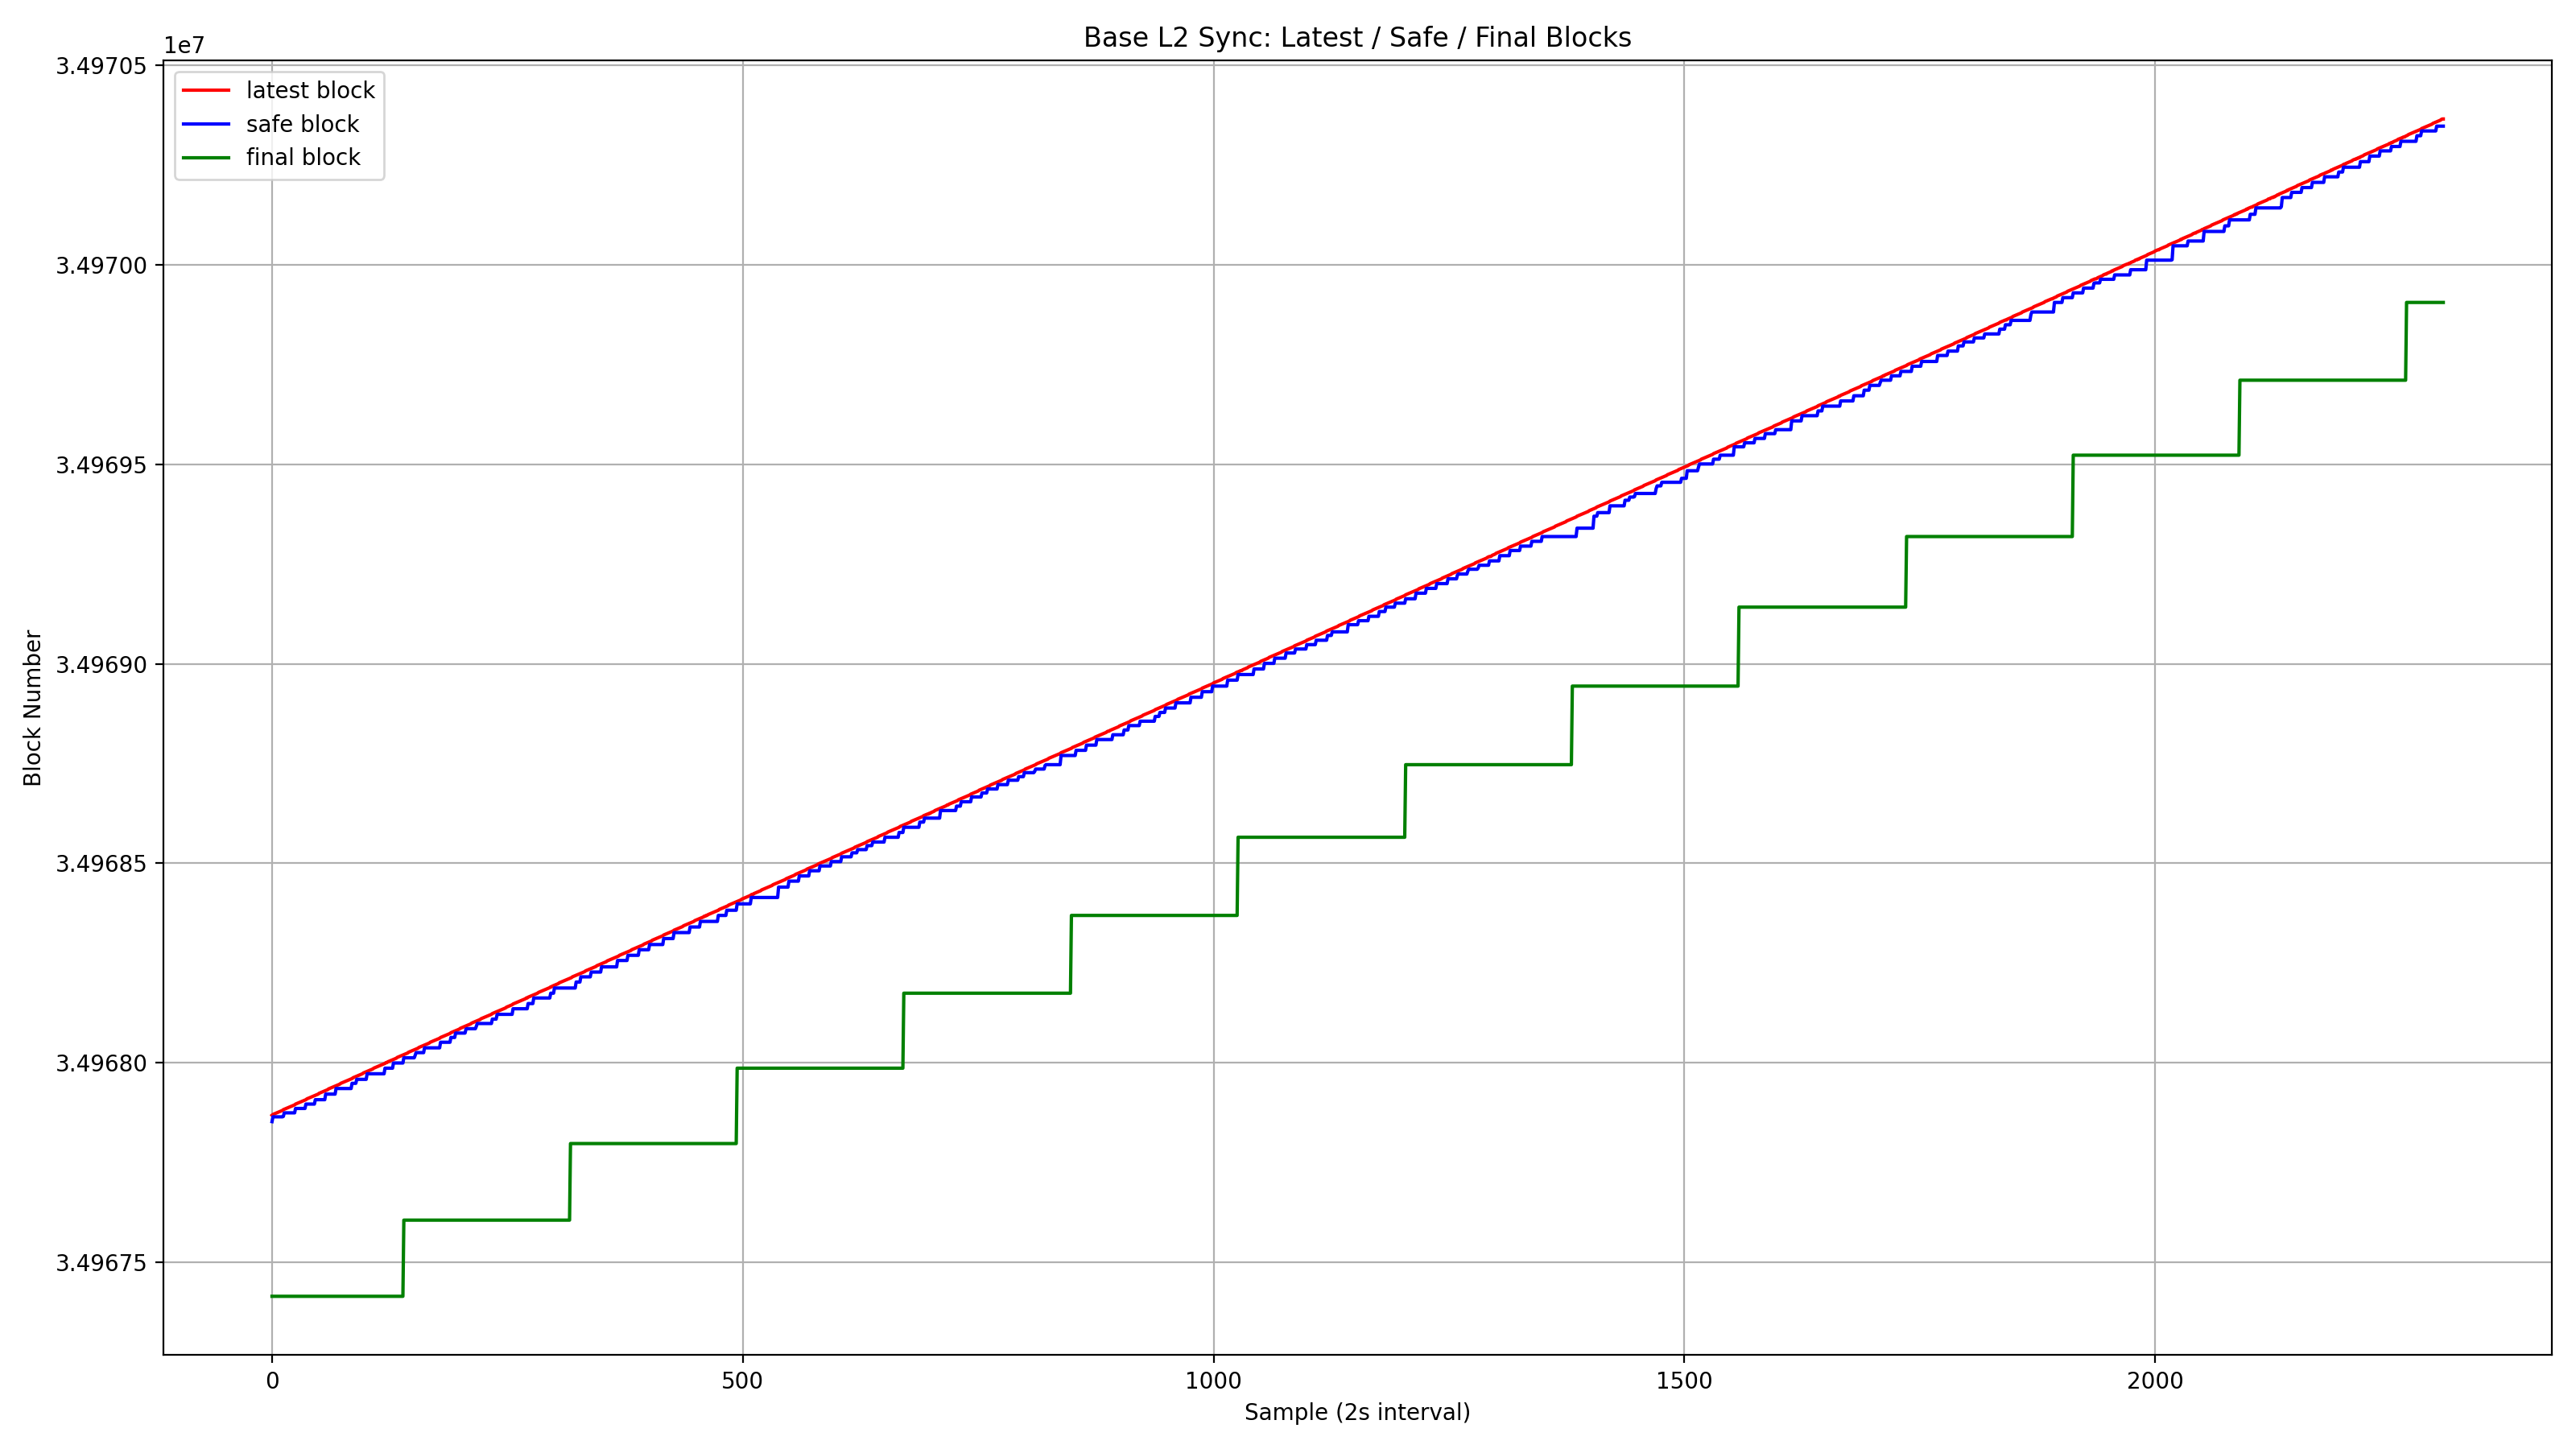 Base L2 Sync: Latest / Safe / Final Blocks
1e7
3.49705
3.49700
3.49695
3.49690
3.49685
3.49680
3.49675
latest block
safe block
final block
Block Number
0 500 1000 1500 2000
Sample (2s interval)